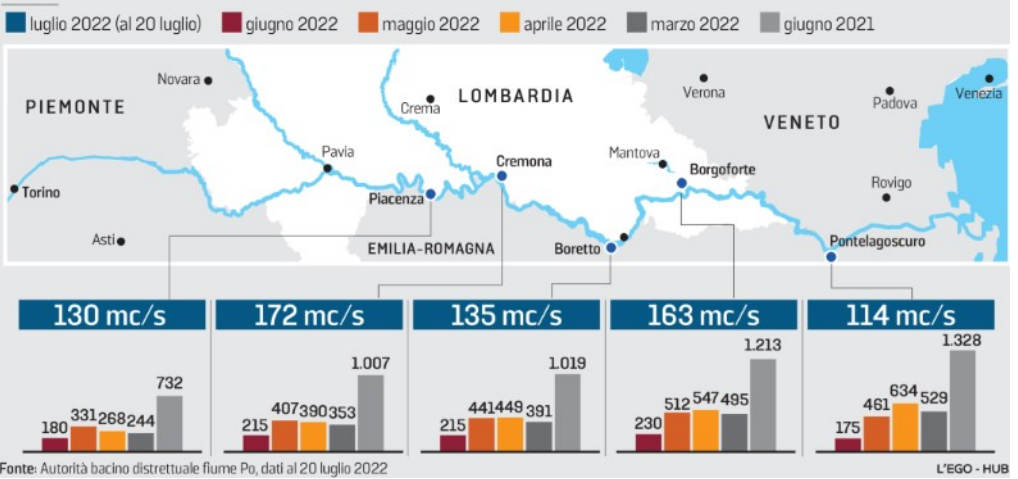 luglio 2022 (al 20 luglio) giugno 2022 maggio 2022 aprile 2022 marzo 2022 giugno 2021
Novara
PIEMONTE
LOMBARDIA
Crema
Verona
Padova
Venezia
VENETO
Pavia
Cremona
Mantova
Borgoforte
Torino
Piacenza
Rovigo
Asti
EMILIA-ROMAGNA
Boretto
Pontelagoscuro
130 mc/s
180 331 268 244 732
172 mc/s
215 407 390 353 1.007
135 mc/s
215 441 449 391 1.019
163 mc/s
230 512 547 495 1.213
114 mc/s
175 461 634 529 1.328
Fonte: Autorità bacino distrettuale fiume Po, dati al 20 luglio 2022
L'EGO - HUB